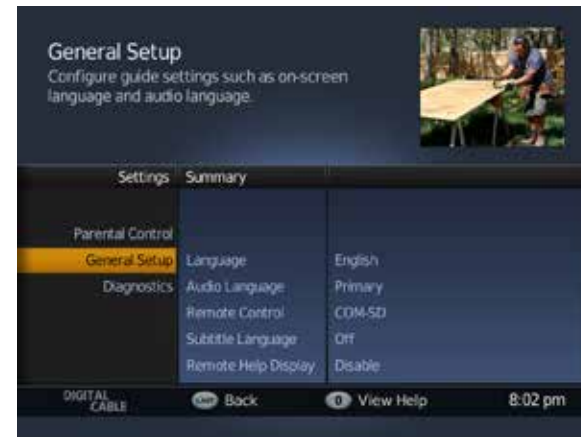 General Setup
Configure guide settings such as on-screen
language and audio language.
Settings Summary
Parental Control
General Setup Language English
Diagnostics Audio Language Primary
Remote Control COM-SD
Subtitle Language Off
Remote Help Display Disable
DIGITAL CABLE EXIT Back View Help 8:02 pm